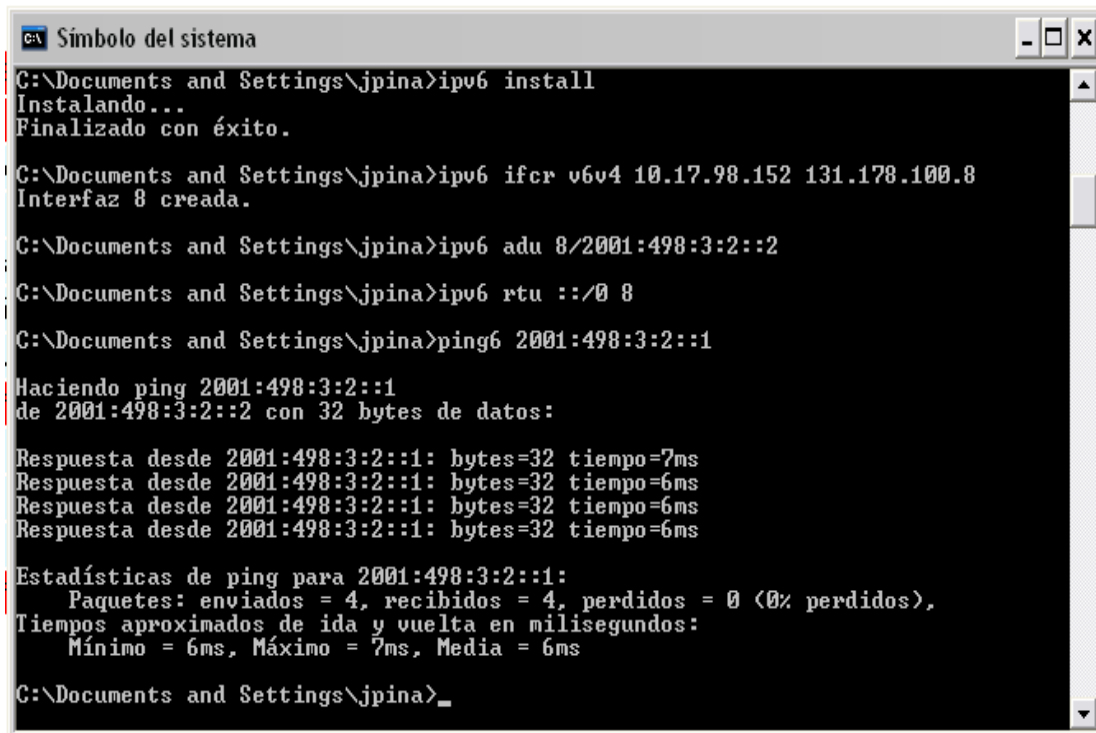 Símbolo del sistema
C:\Documents and Settings\jpina>ipv6 install
Instalando...
Finalizado con éxito.
C:\Documents and Settings\jpina>ipv6 ifcr v6v4 10.17.98.152 131.178.100.8
Interfaz 8 creada.
C:\Documents and Settings\jpina>ipv6 adu 8/2001:498:3:2::2
C:\Documents and Settings\jpina>ipv6 rtu ::/0 8
C:\Documents and Settings\jpina>ping6 2001:498:3:2::1
Haciendo ping 2001:498:3:2::1
de 2001:498:3:2::2 con 32 bytes de datos:
Respuesta desde 2001:498:3:2::1: bytes=32 tiempo=7ms
Respuesta desde 2001:498:3:2::1: bytes=32 tiempo=6ms
Respuesta desde 2001:498:3:2::1: bytes=32 tiempo=6ms
Respuesta desde 2001:498:3:2::1: bytes=32 tiempo=6ms
Estadísticas de ping para 2001:498:3:2::1:
Paquetes: enviados = 4, recibidos = 4, perdidos = 0 (0% perdidos),
Tiempos aproximados de ida y vuelta en milisegundos:
Mínimo = 6ms, Máximo = 7ms, Media = 6ms
C:\Documents and Settings\jpina>_